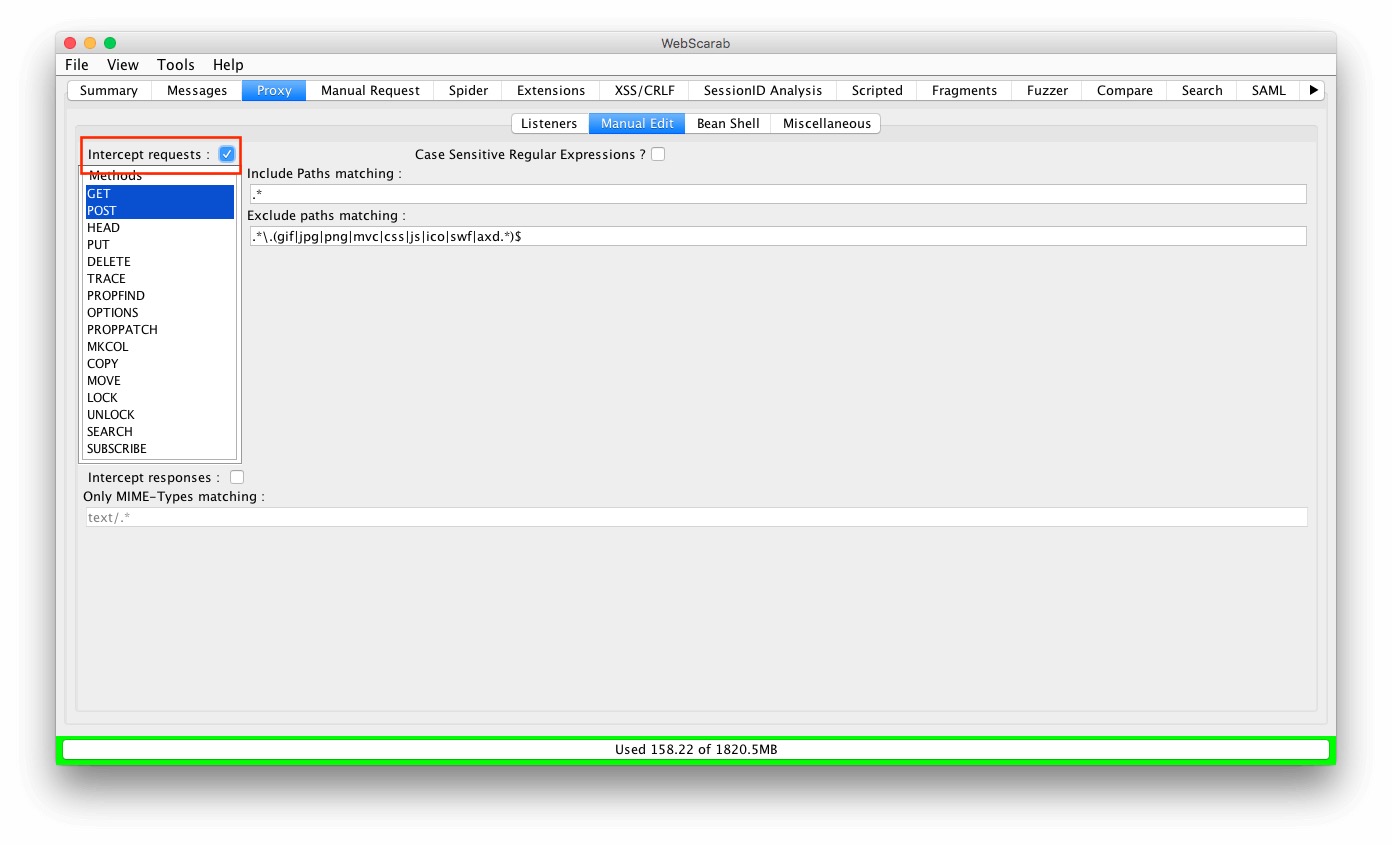 WebScarab
File View Tools Help
Summary Messages Proxy Manual Request Spider Extensions XSS/CRLF SessionID Analysis Scripted Fragments Fuzzer Compare Search SAML
Listeners Manual Edit Bean Shell Miscellaneous
Intercept requests : Case Sensitive Regular Expressions ?
Methods
GET
POST
HEAD
PUT
DELETE
TRACE
PROPFIND
OPTIONS
PROPPATCH
MKCOL
COPY
MOVE
LOCK
UNLOCK
SEARCH
SUBSCRIBE
Include Paths matching :
.*
Exclude paths matching :
.*\.(gif|jpg|png|mvc|css|js|ico|swf|axd.*)$
Intercept responses :
Only MIME-Types matching :
text/.*
Used 158.22 of 1820.5MB